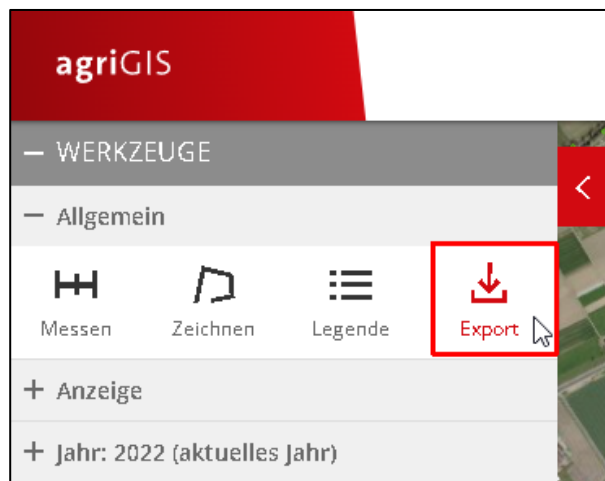 agriGIS
WERKZEUGE
Allgemein
Messen Zeichnen Legende Export
Anzeige
Jahr: 2022 (aktuelles Jahr)